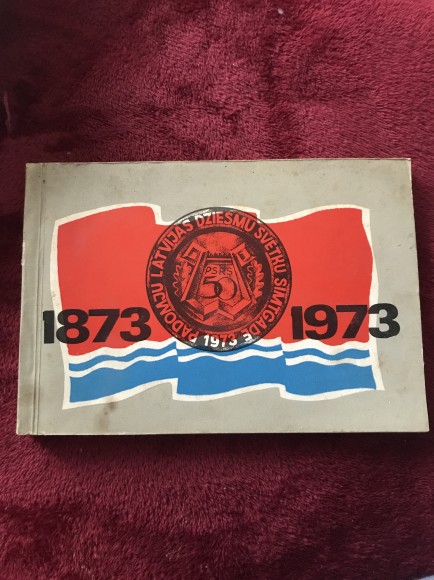 PADOMJU LATVIJAS DZIESMU SVĒTKU SIMTGADE
1873
1973
1973